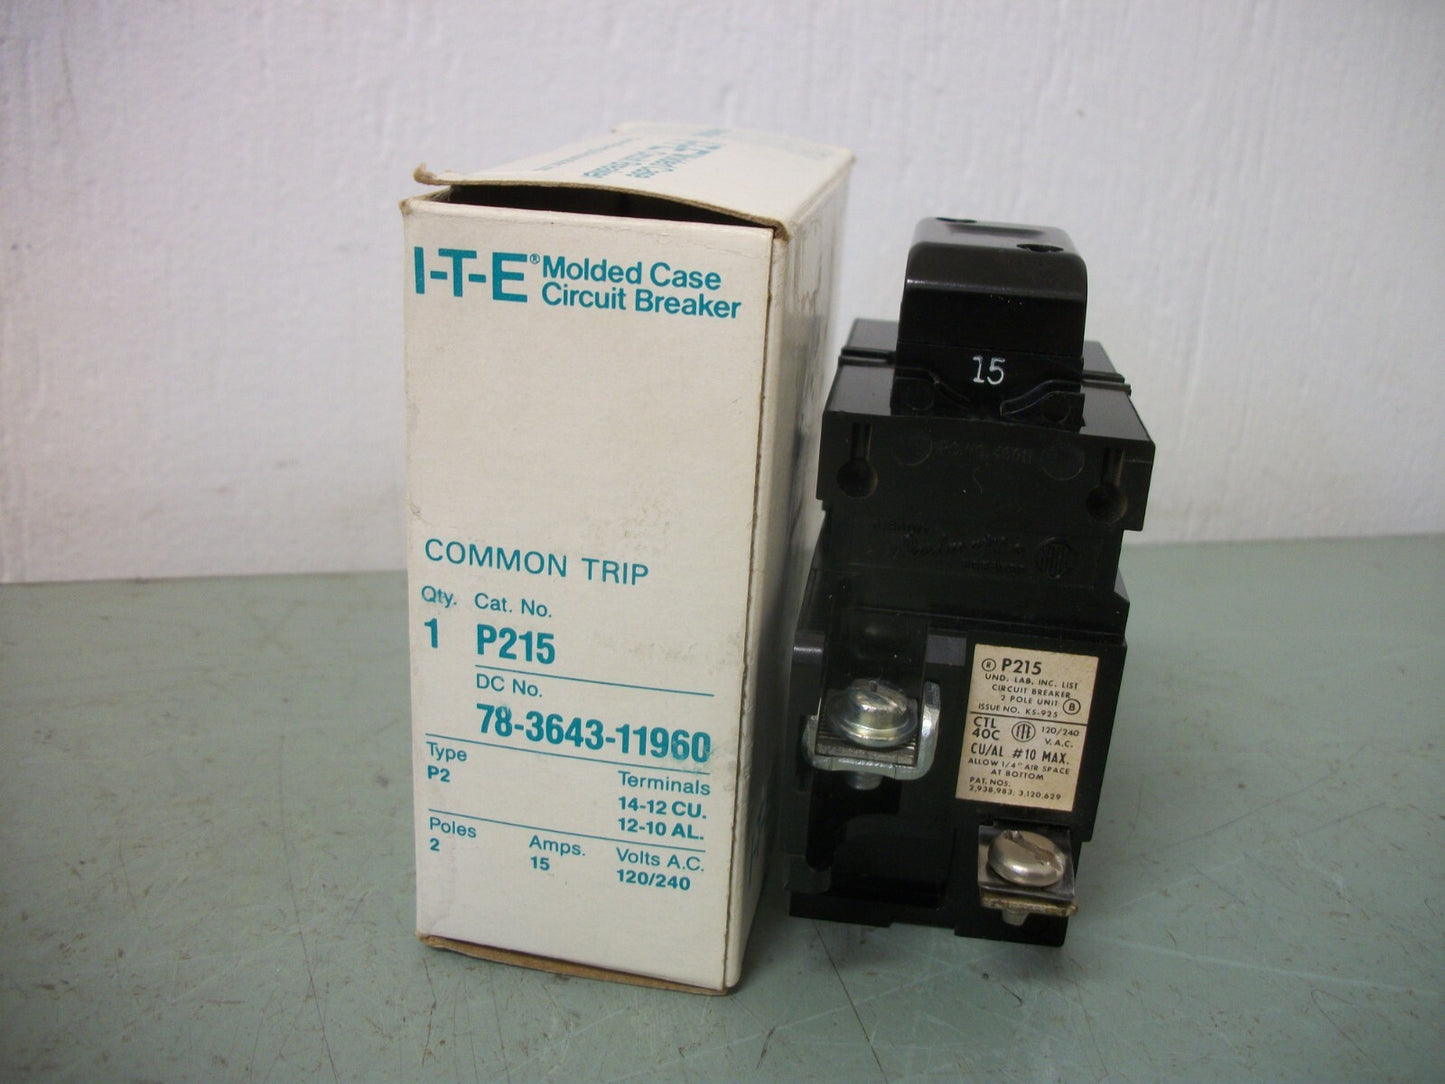 I-T-E® Molded Case
Circuit Breaker
COMMON TRIP
Qty. Cat. No.
1 P215
DC No.
78-3643-11960
Type
P2
Terminals
14-12 CU.
12-10 AL.
Poles
2
Amps.
15
Volts A.C.
120/240
15
® P215
UND. LAB. INC. LIST
CIRCUIT BREAKER
2 POLE UNIT B
ISSUE NO. KS-925
CTL
40C
120/240
V.A.C.
CU/AL #10 MAX.
ALLOW 1/4" AIR SPACE
AT BOTTOM
PAT. NOS.
2,938,983; 3,120,629